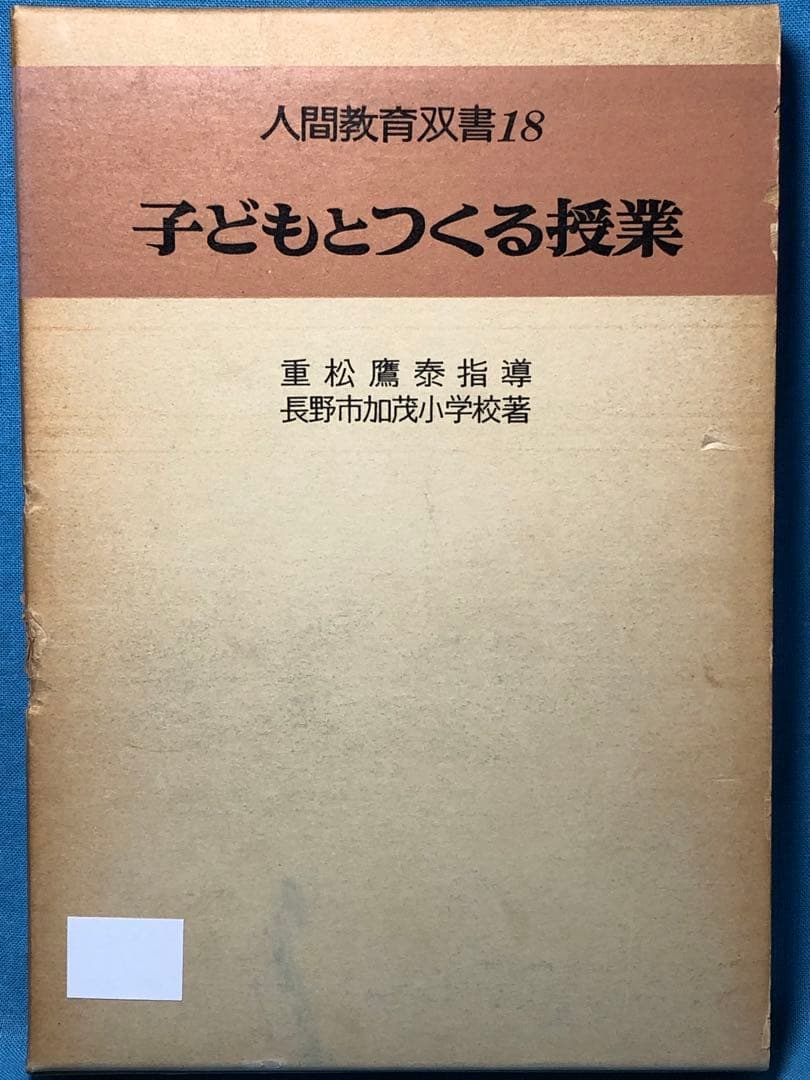 人間教育双書18
子どもとつくる授業
重松鷹泰指導
長野市加茂小学校著